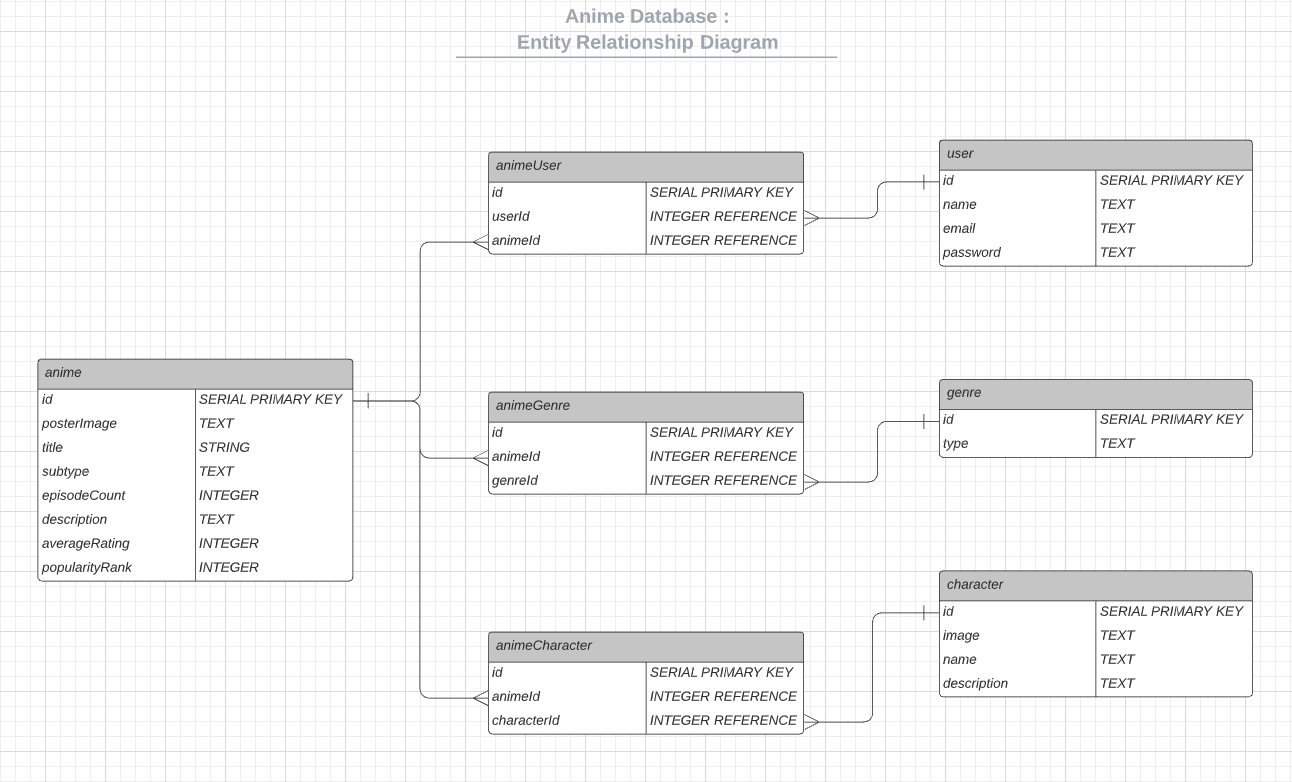 Anime Database :
Entity Relationship Diagram
animeUser
id SERIAL PRIMARY KEY
userId INTEGER REFERENCE
animeId INTEGER REFERENCE
user
id SERIAL PRIMARY KEY
name TEXT
email TEXT
password TEXT
anime
id SERIAL PRIMARY KEY
posterImage TEXT
title STRING
subtype TEXT
episodeCount INTEGER
description TEXT
averageRating INTEGER
popularityRank INTEGER
animeGenre
id SERIAL PRIMARY KEY
animeId INTEGER REFERENCE
genreId INTEGER REFERENCE
genre
id SERIAL PRIMARY KEY
type TEXT
animeCharacter
id SERIAL PRIMARY KEY
animeId INTEGER REFERENCE
characterId INTEGER REFERENCE
character
id SERIAL PRIMARY KEY
image TEXT
name TEXT
description TEXT